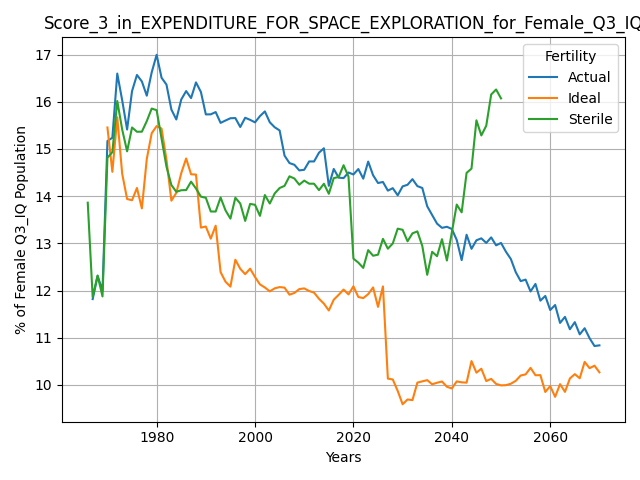 Score_3_in_EXPENDITURE_FOR_SPACE_EXPLORATION_for_Female_Q3_IQ
Fertility
Actual
Ideal
Sterile
% of Female Q3_IQ Population
17
16
15
14
13
12
11
10
1980 2000 2020 2040 2060
Years